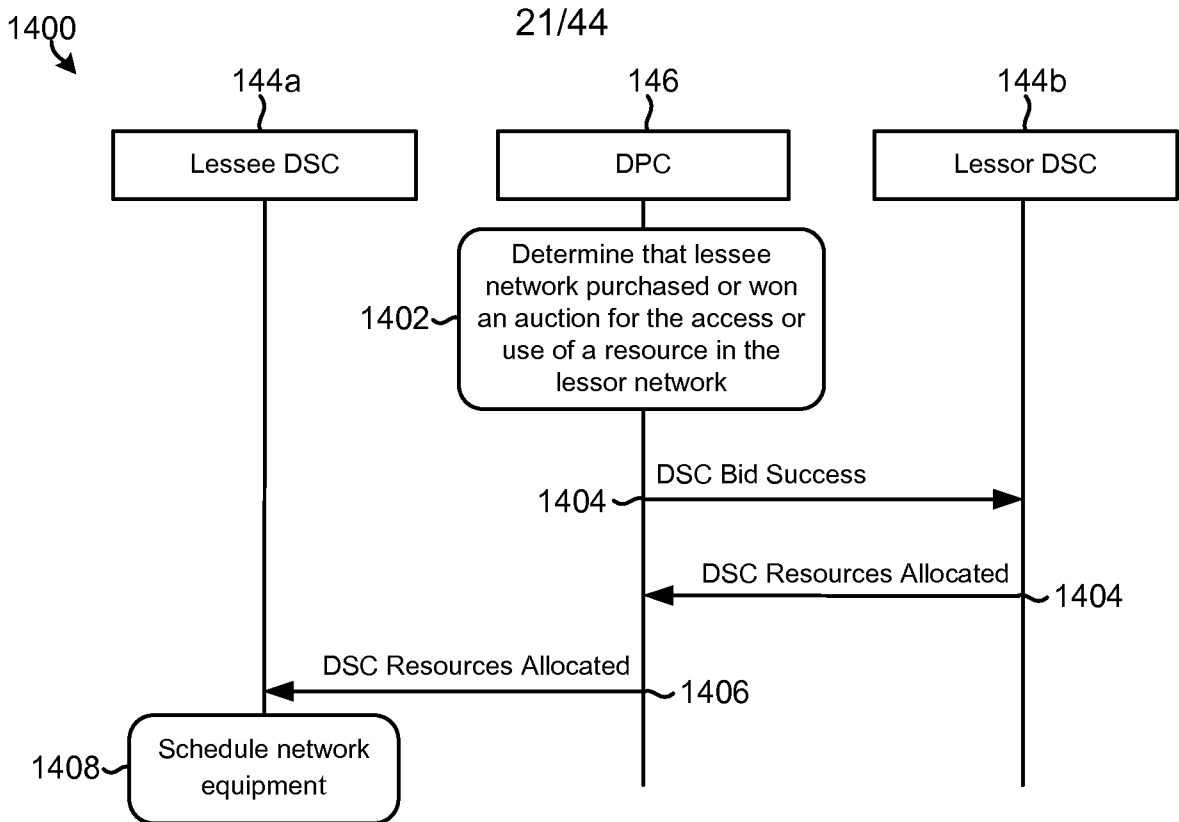 1400
21/44
144a
146
144b
Lessee DSC
DPC
Lessor DSC
Determine that lessee
network purchased or won
an auction for the access or
use of a resource in the
lessor network
1402
DSC Bid Success
1404
DSC Resources Allocated
1404
DSC Resources Allocated
1406
Schedule network
equipment
1408